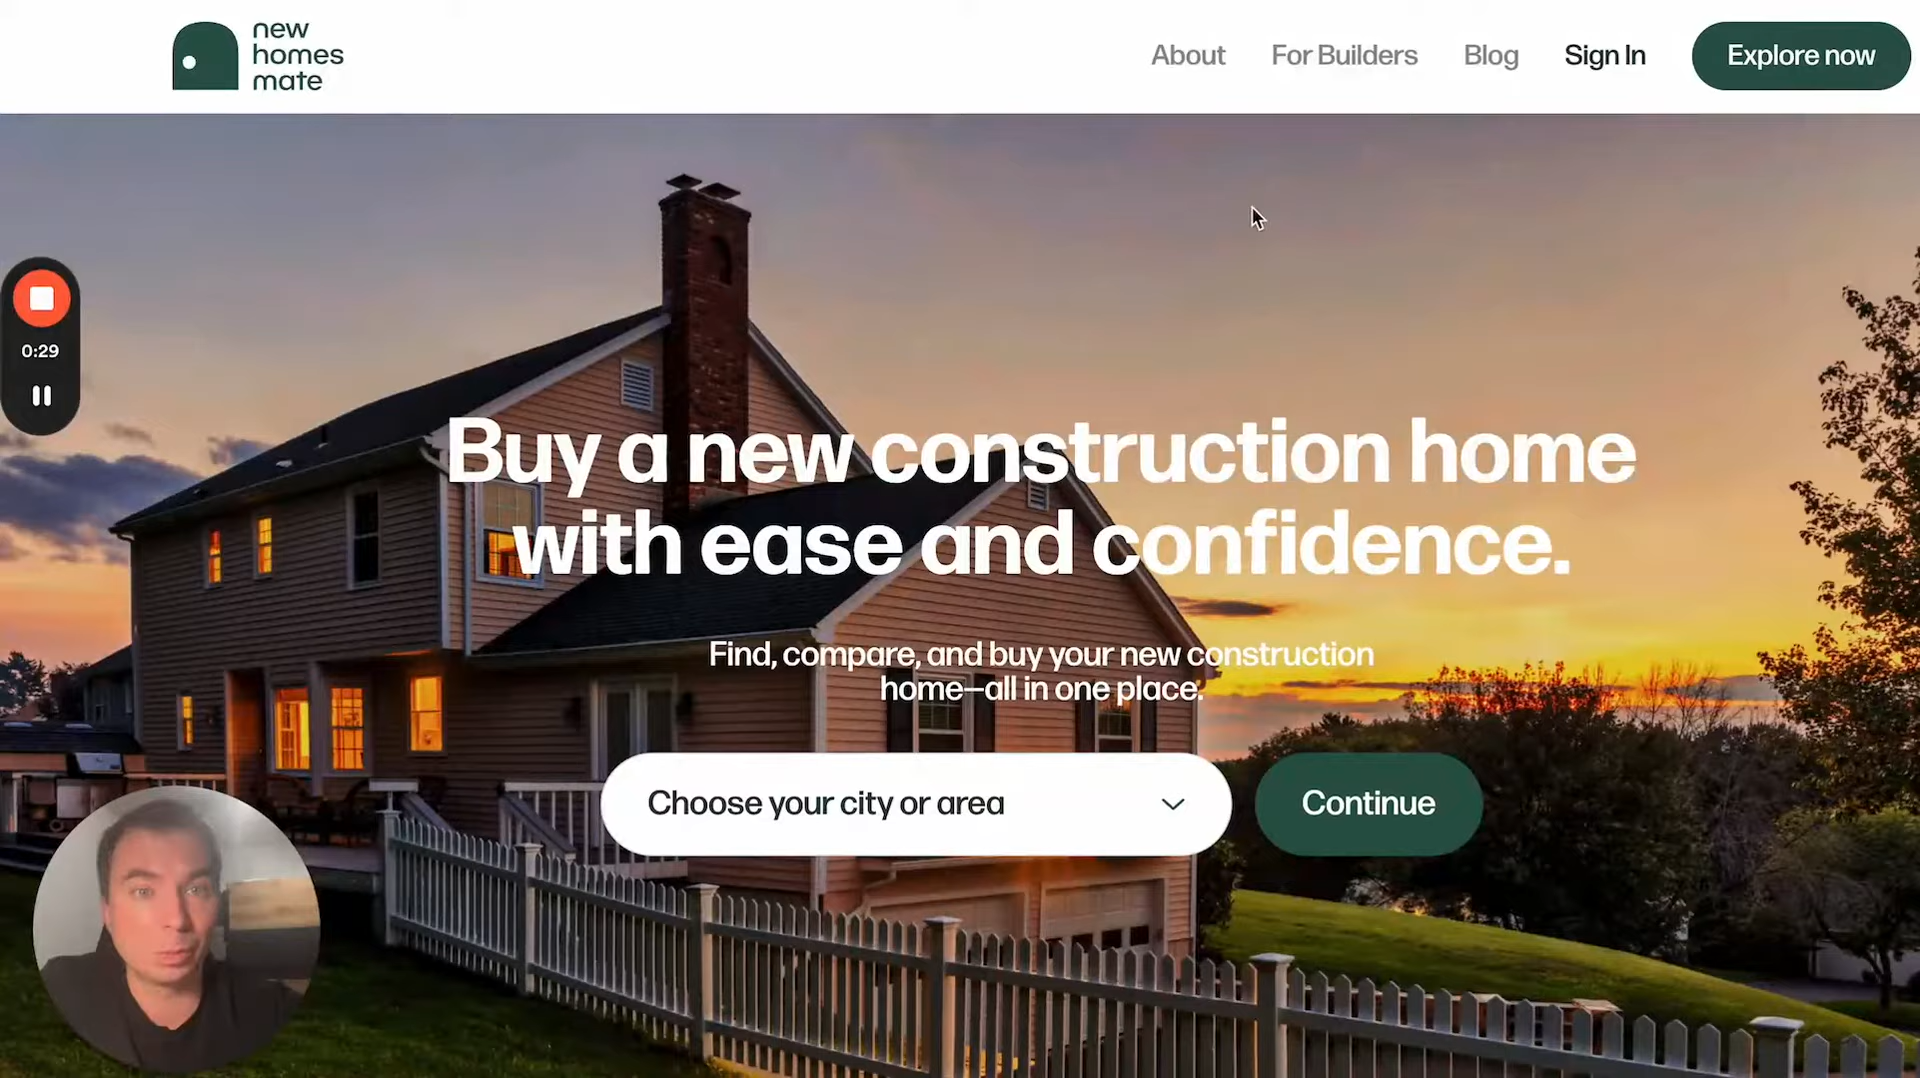 new
homes
mate
About
For Builders
Blog
Sign In
Explore now
0:29
Buy a new construction home
with ease and confidence.
Find, compare, and buy your new construction
home—all in one place.
Choose your city or area
Continue